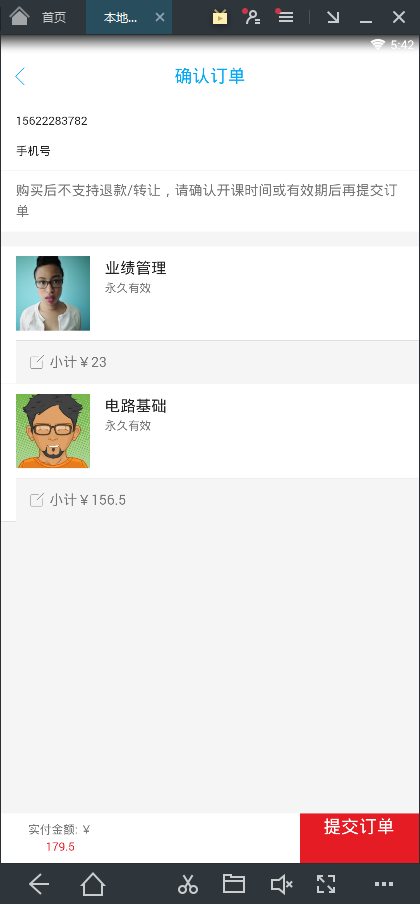 首页
本地...
5:42
确认订单
15622283782
手机号
购买后不支持退款/转让，请确认开课时间或有效期后再提交订
单
业绩管理
永久有效
小计￥23
电路基础
永久有效
小计￥156.5
实付金额: ￥
179.5
提交订单